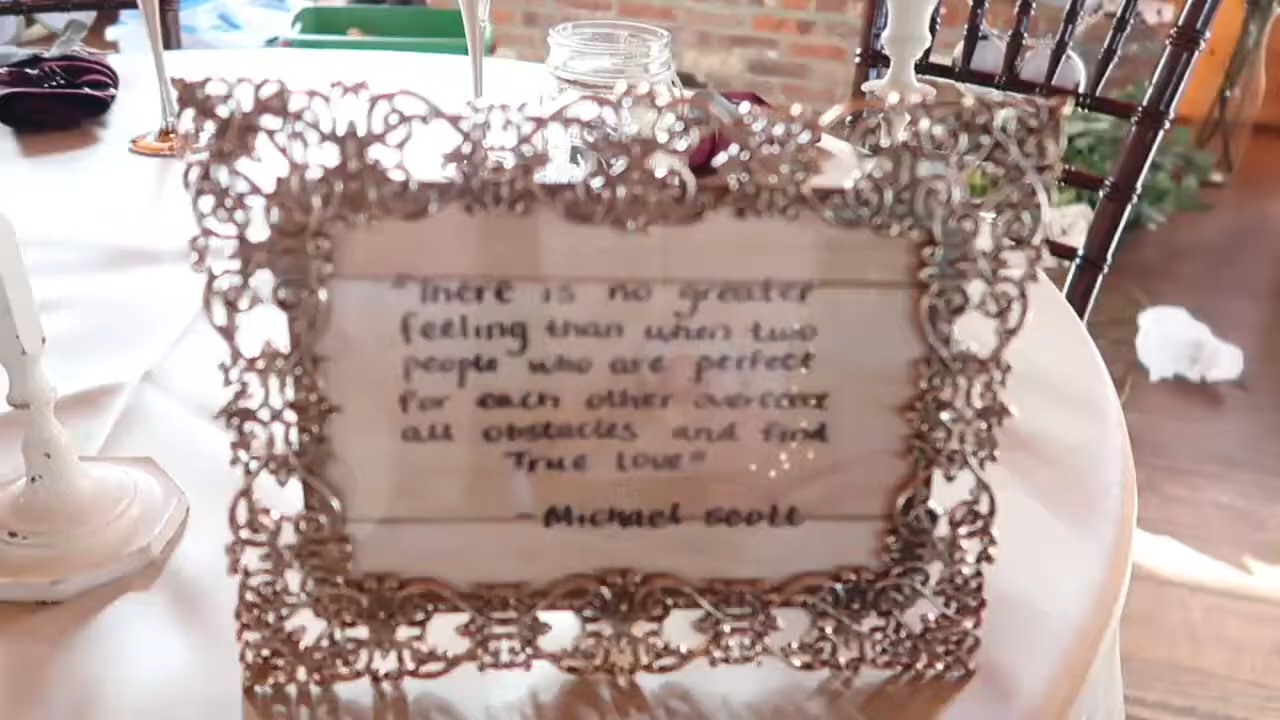 "There is no greater
feeling than when two
people who are perfect
for each other overcome
all obstacles and find
True Love"
-Michael Scott